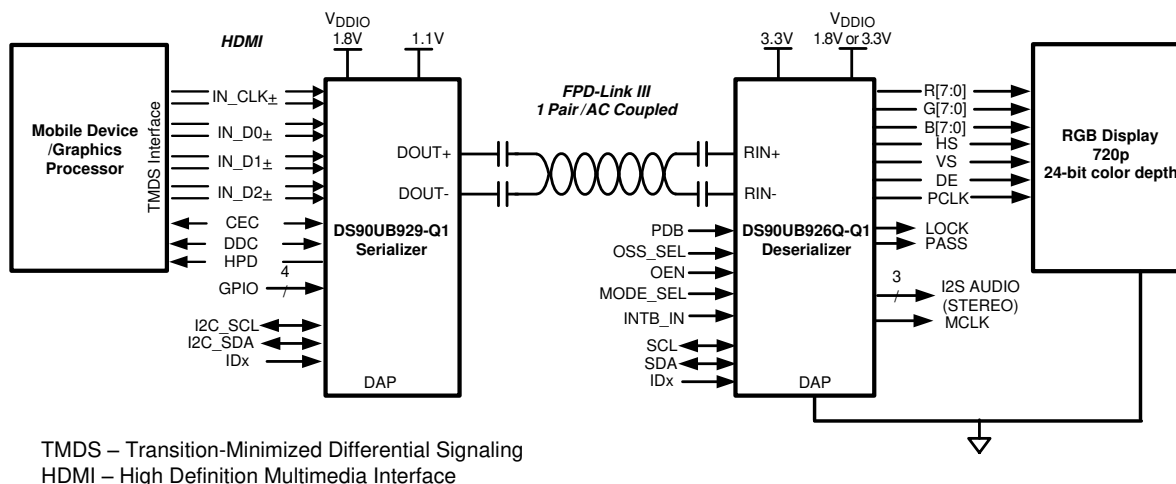 HDMI
VDDIO
1.8V
1.1V
3.3V
VDDIO
1.8V or 3.3V
Mobile Device
/Graphics
Processor
TMDS Interface
IN_CLK±
IN_D0±
IN_D1±
IN_D2±
CEC
DDC
HPD
4
GPIO
I2C_SCL
I2C_SDA
IDx
DOUT+
DOUT-
DS90UB929-Q1
Serializer
DAP
FPD-Link III
1 Pair /AC Coupled
RIN+
RIN-
PDB
OSS_SEL
OEN
MODE_SEL
INTB_IN
SCL
SDA
IDx
DS90UB926Q-Q1
Deserializer
DAP
R[7:0]
G[7:0]
B[7:0]
HS
VS
DE
PCLK
LOCK
PASS
3
I2S AUDIO
(STEREO)
MCLK
RGB Display
720p
24-bit color depth
TMDS – Transition-Minimized Differential Signaling
HDMI – High Definition Multimedia Interface